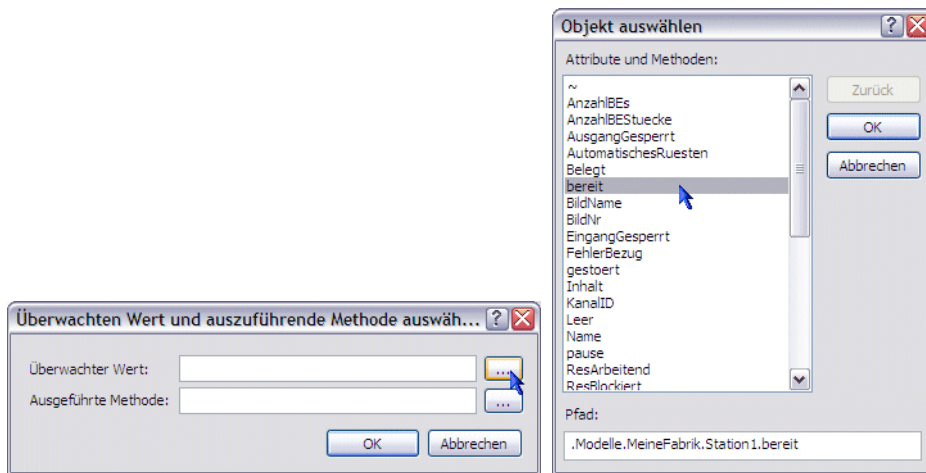 Überwachten Wert und auszuführende Methode auswäh...
Überwachter Wert:
...
Ausgeführte Methode:
...
OK
Abbrechen
Objekt auswählen
Attribute und Methoden:
~
AnzahlBEs
AnzahlBEStuecke
AusgangGesperrt
AutomatischesRuesten
Belegt
bereit
BildName
BildNr
EingangGesperrt
FehlerBezug
gestoert
Inhalt
KanalID
Leer
Name
pause
ResArbeitend
ResBlockiert
Zurück
OK
Abbrechen
Pfad:
.Modelle.MeineFabrik.Station1.bereit